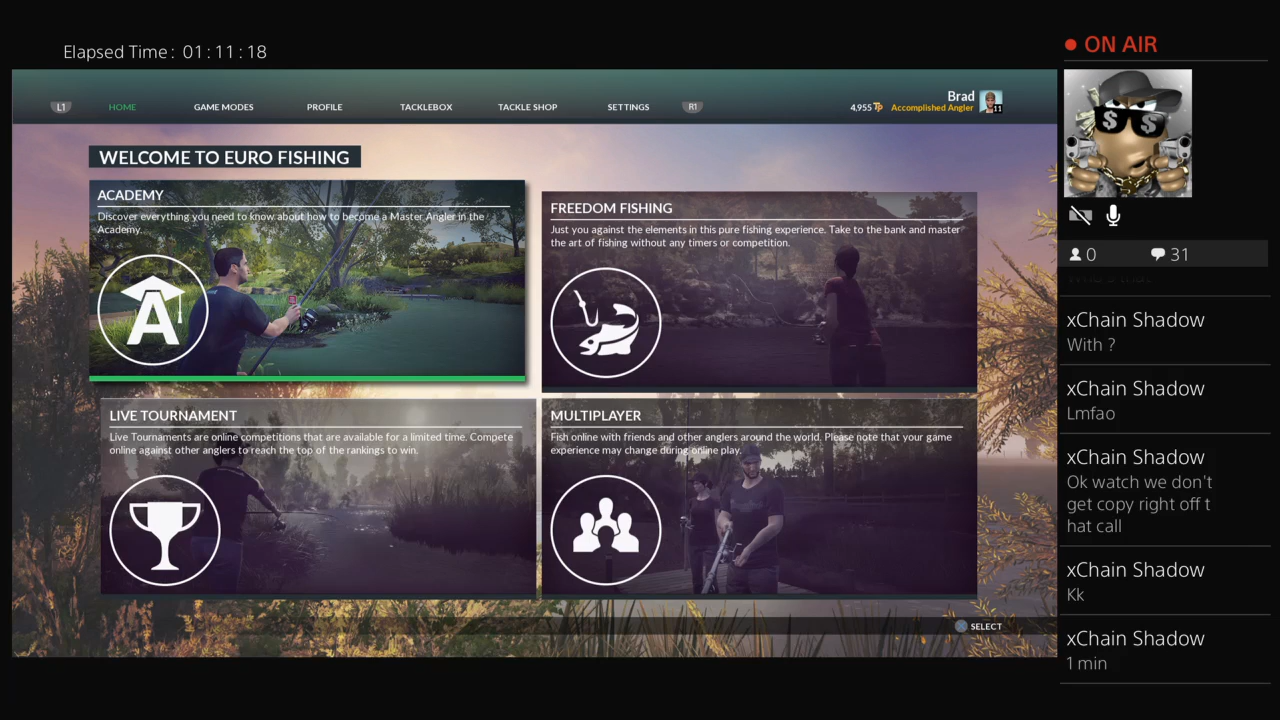 Elapsed Time: 01:11:18
ON AIR
L1 HOME GAME MODES PROFILE TACKLEBOX TACKLE SHOP SETTINGS R1
4,955 TP
Brad
Accomplished Angler
11
WELCOME TO EURO FISHING
ACADEMY
Discover everything you need to know about how to become a Master Angler in the
Academy.
A
FREEDOM FISHING
Just you against the elements in this pure fishing experience. Take to the bank and master
the art of fishing without any timers or competition.
LIVE TOURNAMENT
Live Tournaments are online competitions that are available for a limited time. Compete
online against other anglers to reach the top of the rankings to win.
MULTIPLAYER
Fish online with friends and other anglers around the world. Please note that your game
experience may change during online play.
SELECT
$ $
0 31
xChain Shadow
With ?
xChain Shadow
Lmfao
xChain Shadow
Ok watch we don't
get copy right off t
hat call
xChain Shadow
Kk
xChain Shadow
1 min